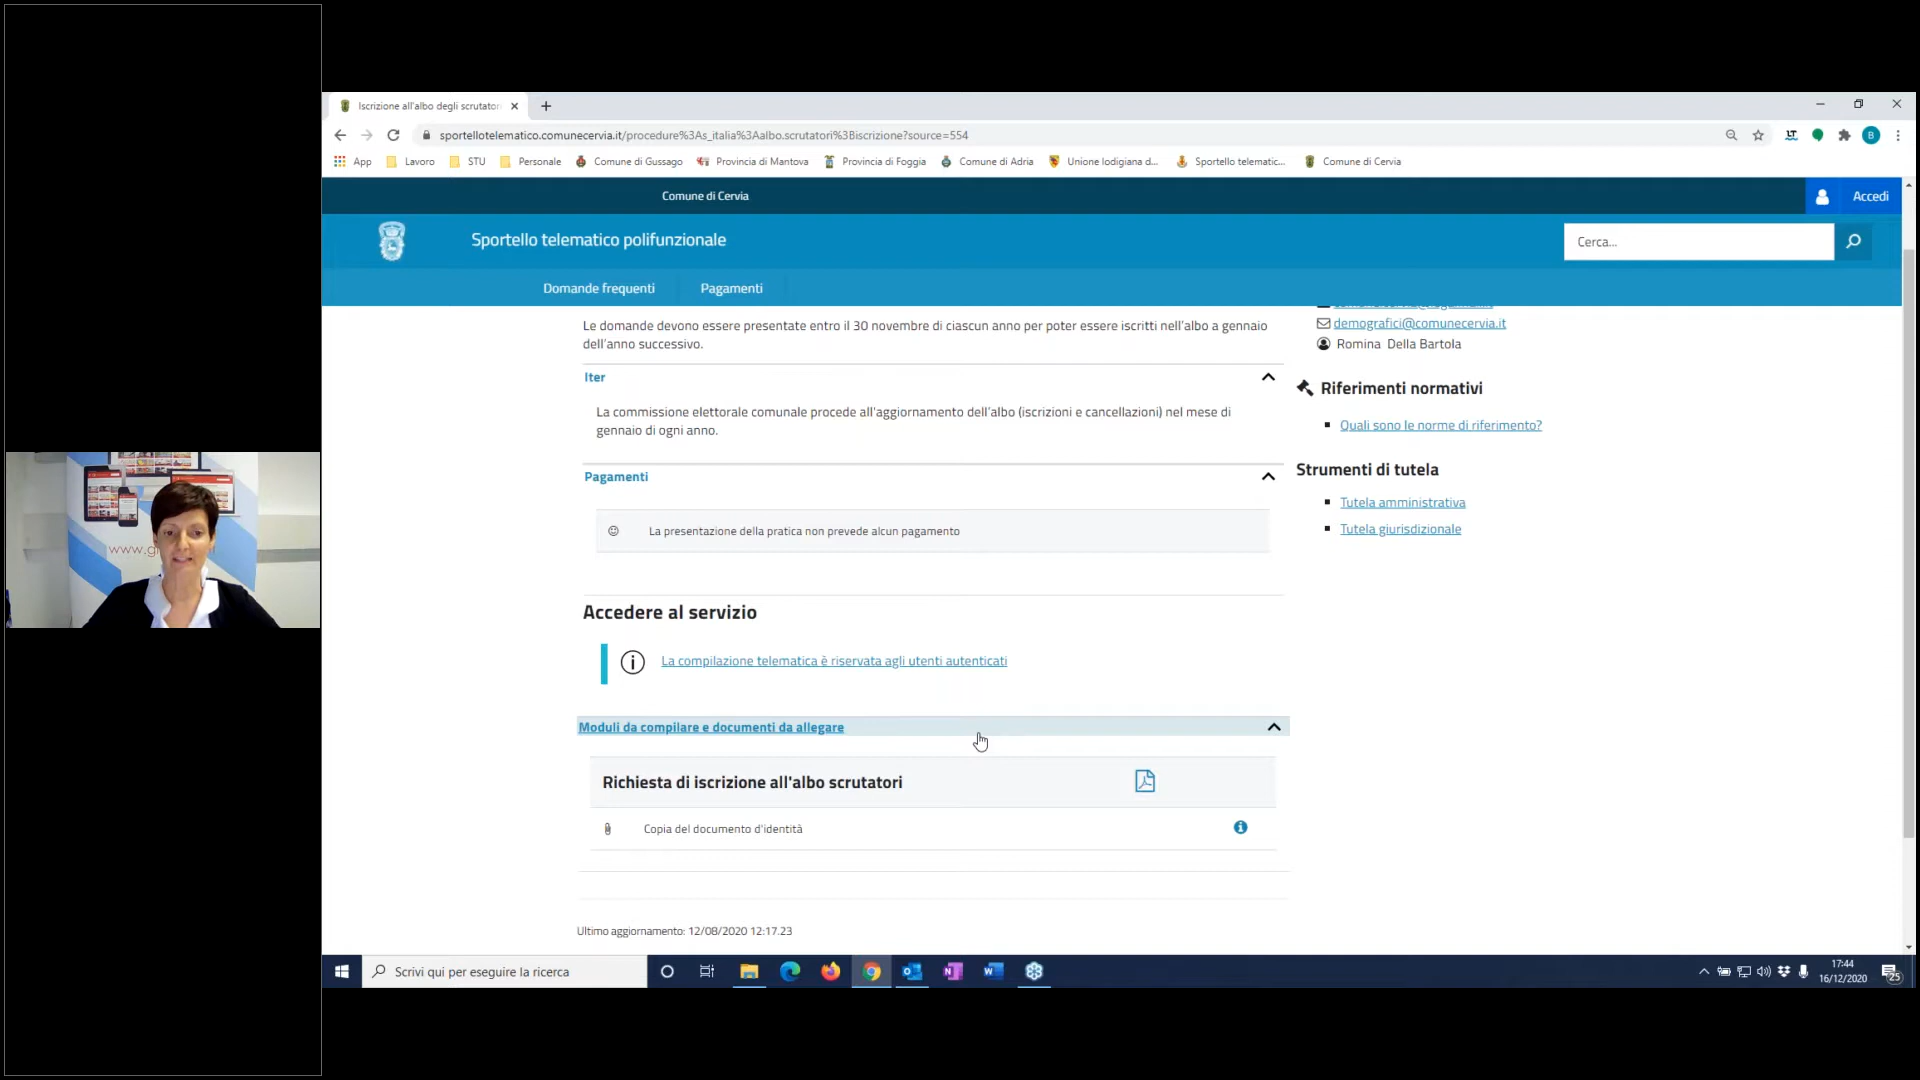 Iscrizione all'albo degli scrutator
sportellotelematico.comunecervia.it/procedure%3As_italia%3Aalbo.scrutatori%3Biscrizione?source=554
App Lavoro STU Personale Comune di Gussago Provincia di Mantova Provincia di Foggia Comune di Adria Unione lodigiana d... Sportello telematic... Comune di Cervia
Comune di Cervia
Accedi
Sportello telematico polifunzionale
Cerca...
Domande frequenti Pagamenti
Le domande devono essere presentate entro il 30 novembre di ciascun anno per poter essere iscritti nell'albo a gennaio
dell'anno successivo.
Iter
La commissione elettorale comunale procede all'aggiornamento dell'albo (iscrizioni e cancellazioni) nel mese di
gennaio di ogni anno.
Pagamenti
La presentazione della pratica non prevede alcun pagamento
Accedere al servizio
La compilazione telematica è riservata agli utenti autenticati
Moduli da compilare e documenti da allegare
Richiesta di iscrizione all'albo scrutatori
Copia del documento d'identità
Ultimo aggiornamento: 12/08/2020 12:17.23
demografici@comunecervia.it
Romina Della Bartola
Riferimenti normativi
Quali sono le norme di riferimento?
Strumenti di tutela
Tutela amministrativa
Tutela giurisdizionale
www.g
Scrivi qui per eseguire la ricerca
17:44
16/12/2020
25